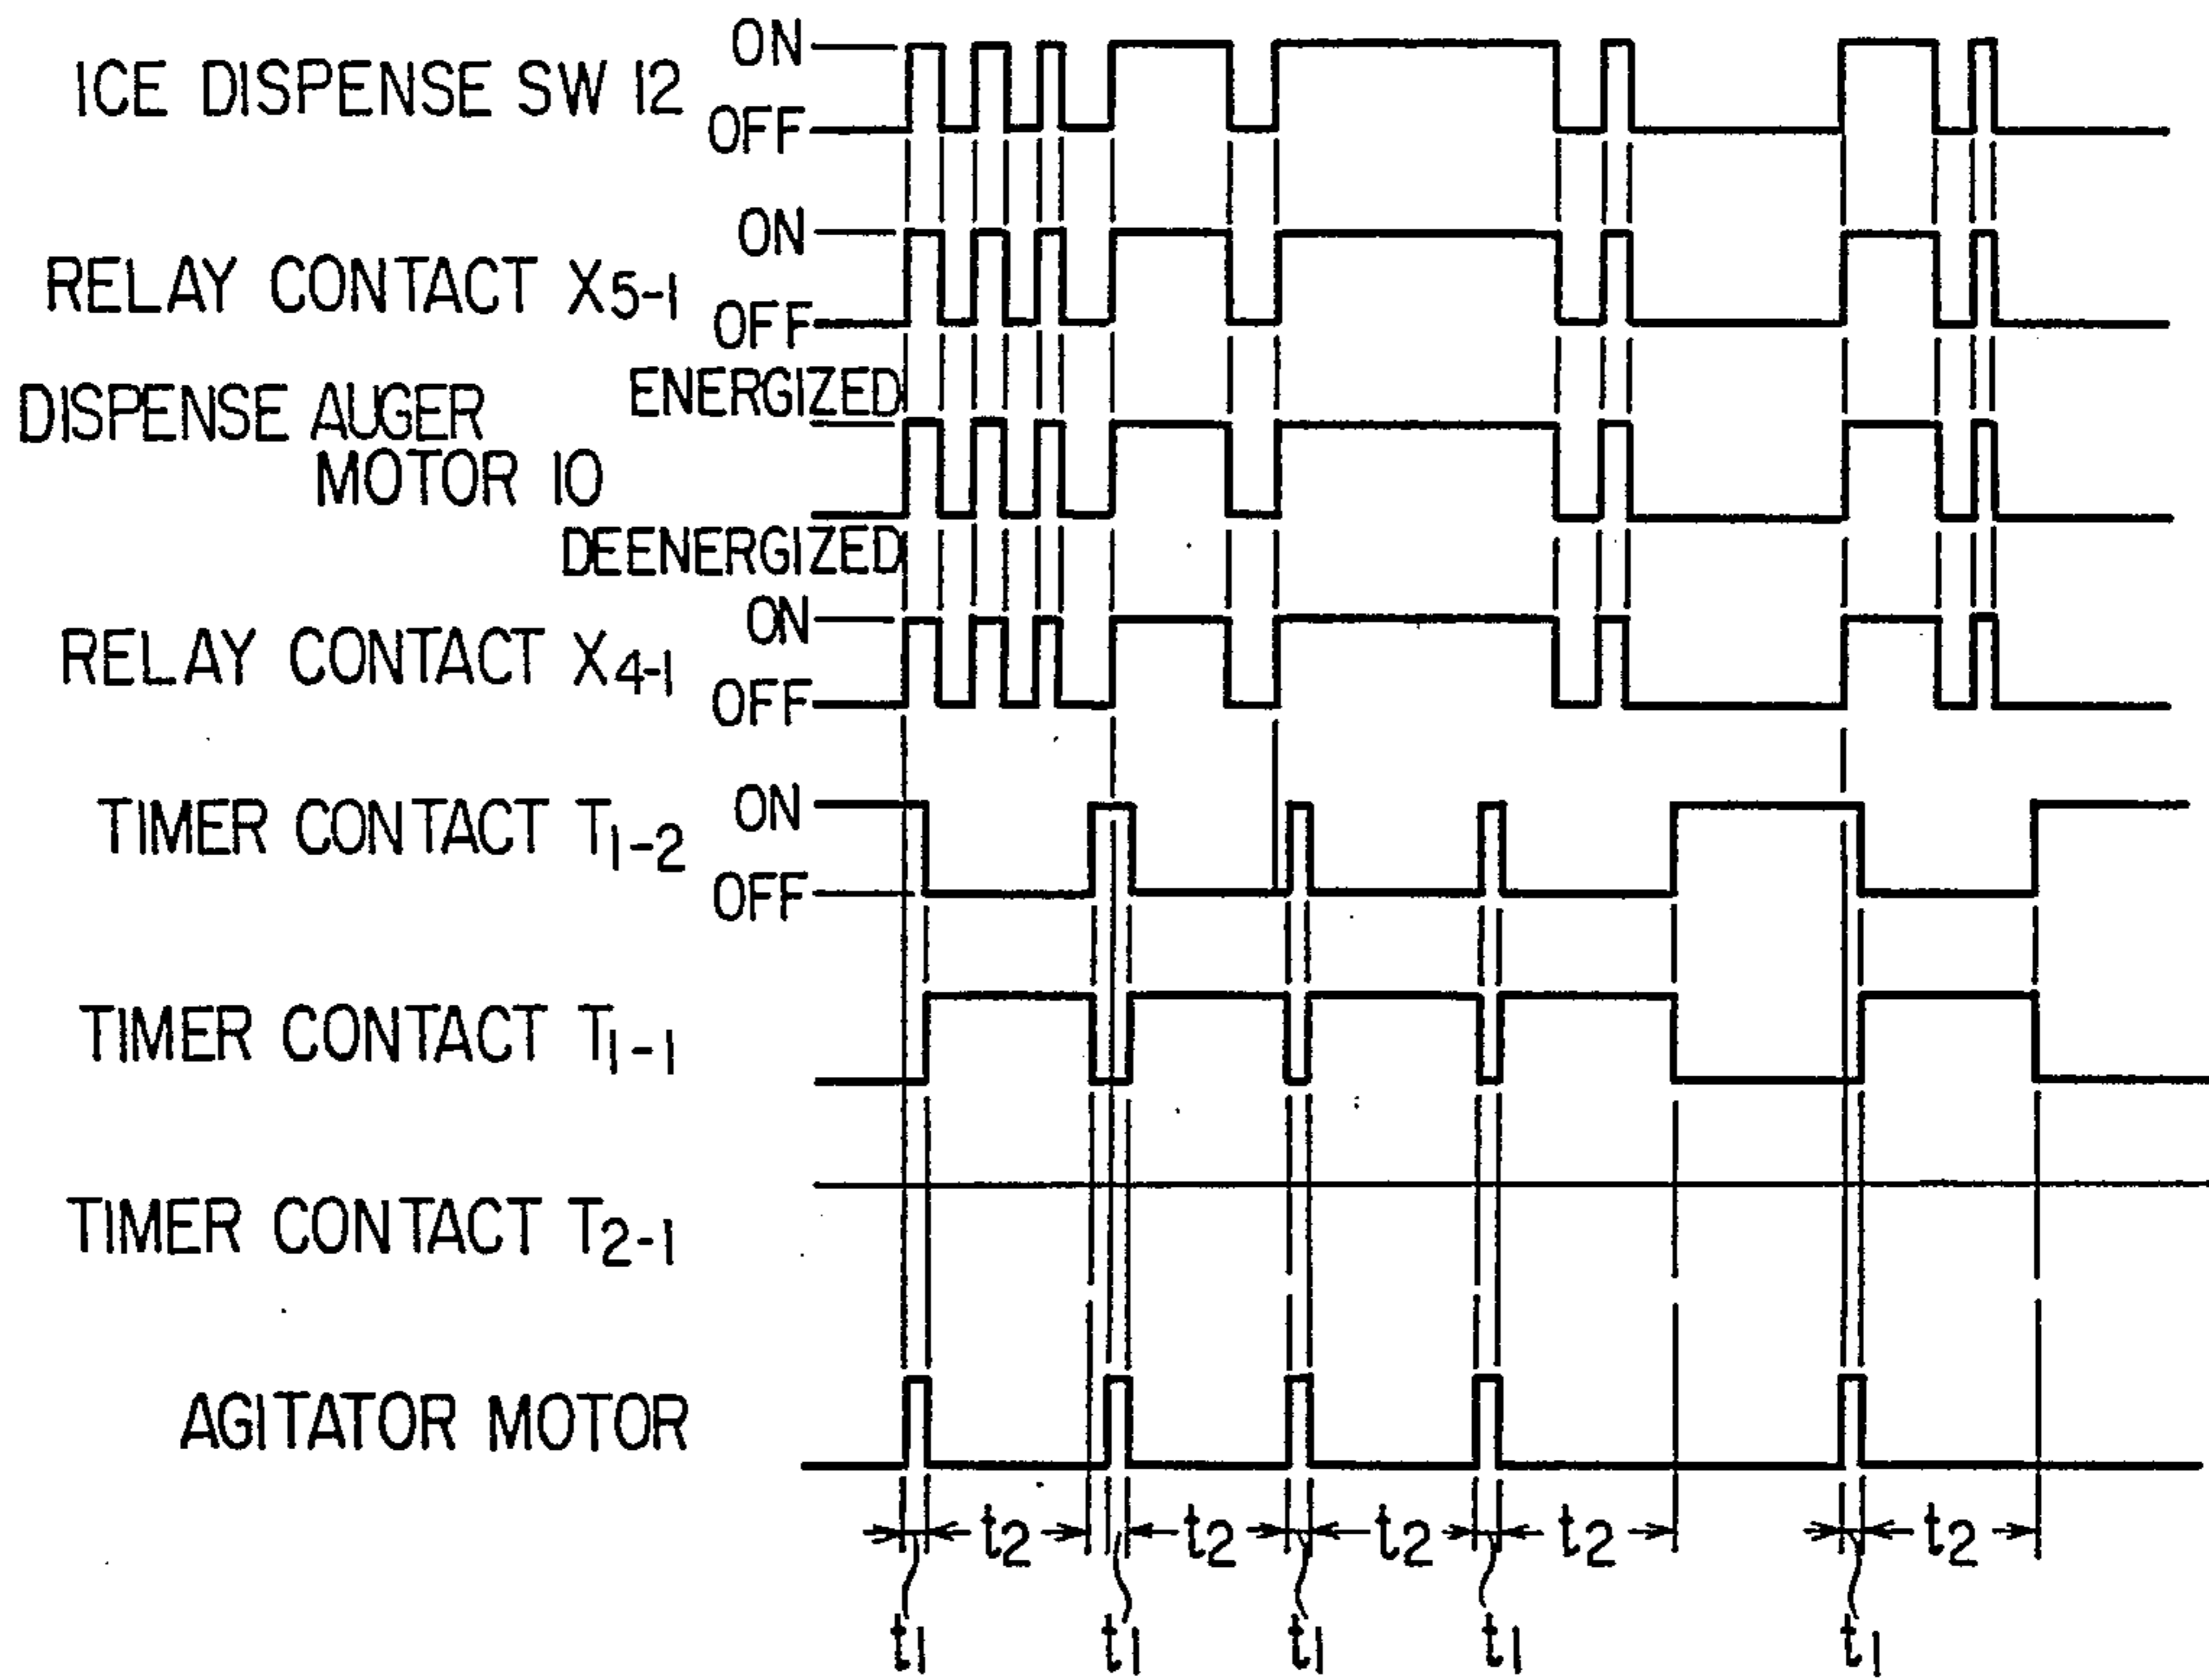 ICE DISPENSE SW 12
ON
OFF
RELAY CONTACT X5-1
ON
OFF
DISPENSE AUGER
MOTOR 10
ENERGIZED
DEENERGIZED
RELAY CONTACT X4-1
ON
OFF
TIMER CONTACT T1-2
ON
OFF
TIMER CONTACT T1-1
TIMER CONTACT T2-1
AGITATOR MOTOR
t2 t2 t2 t2 t2
t1 t1 t1 t1 t1